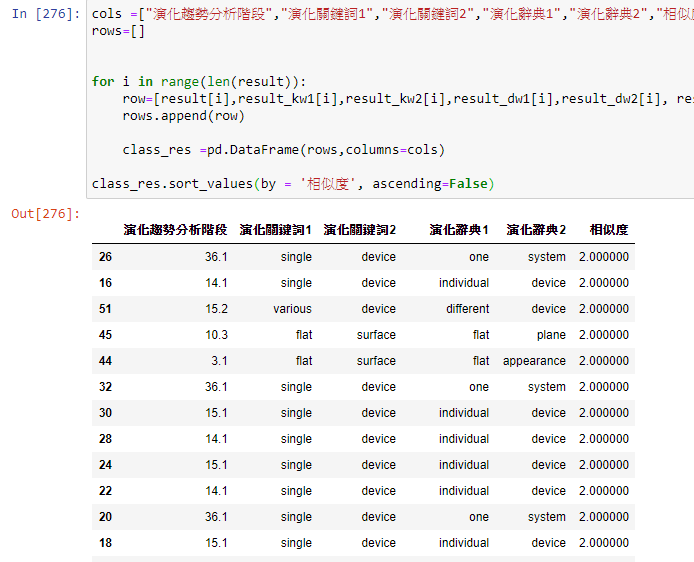 In [276]: cols =["演化趨勢分析階段","演化關鍵詞1","演化關鍵詞2","演化辭典1","演化辭典2","相似度
rows=[]
for i in range(len(result)):
row=[result[i],result_kw1[i],result_kw2[i],result_dw1[i],result_dw2[i], res
rows.append(row)
class_res =pd.DataFrame(rows,columns=cols)
class_res.sort_values(by = '相似度', ascending=False)
Out[276]:
演化趨勢分析階段 演化關鍵詞1 演化關鍵詞2 演化辭典1 演化辭典2 相似度
26 36.1 single device one system 2.000000
16 14.1 single device individual device 2.000000
51 15.2 various device different device 2.000000
45 10.3 flat surface flat plane 2.000000
44 3.1 flat surface flat appearance 2.000000
32 36.1 single device one system 2.000000
30 15.1 single device individual device 2.000000
28 14.1 single device individual device 2.000000
24 15.1 single device individual device 2.000000
22 14.1 single device individual device 2.000000
20 36.1 single device one system 2.000000
18 15.1 single device individual device 2.000000